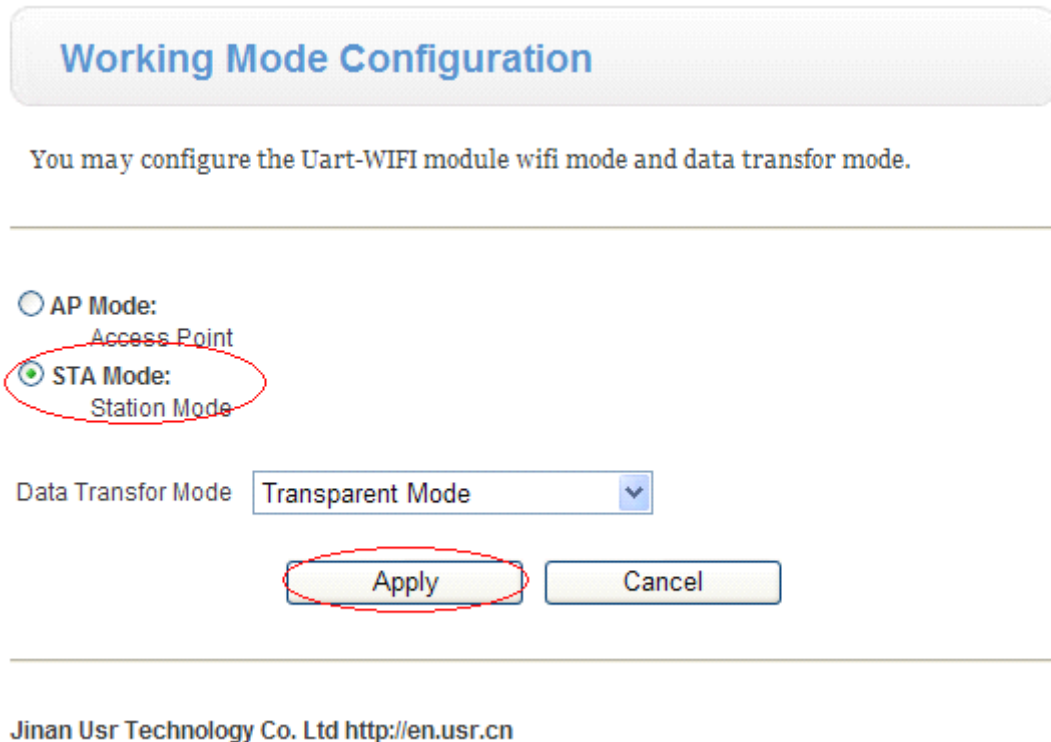 Working Mode Configuration
You may configure the Uart-WIFI module wifi mode and data transfor mode.
AP Mode:
Access Point
STA Mode:
Station Mode
Data Transfor Mode Transparent Mode
Apply Cancel
Jinan Usr Technology Co. Ltd http://en.usr.cn